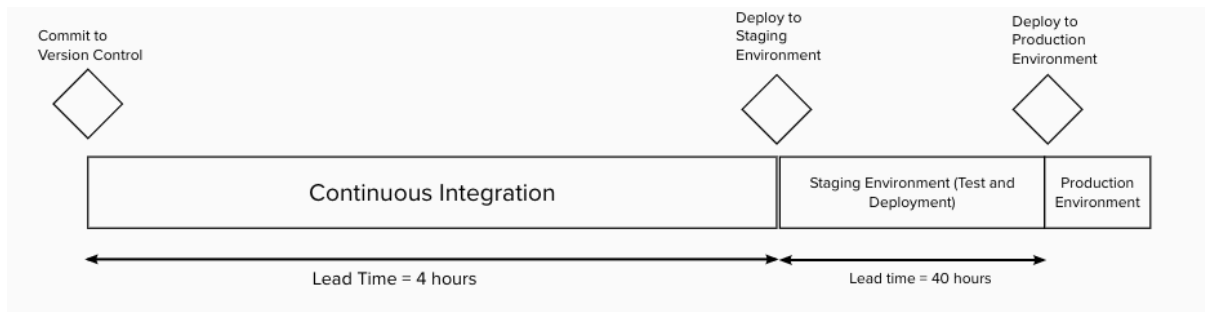 Commit to
Version Control
Deploy to
Staging
Environment
Deploy to
Production
Environment
Continuous Integration
Staging Environment (Test and
Deployment)
Production
Environment
Lead Time = 4 hours
Lead time = 40 hours